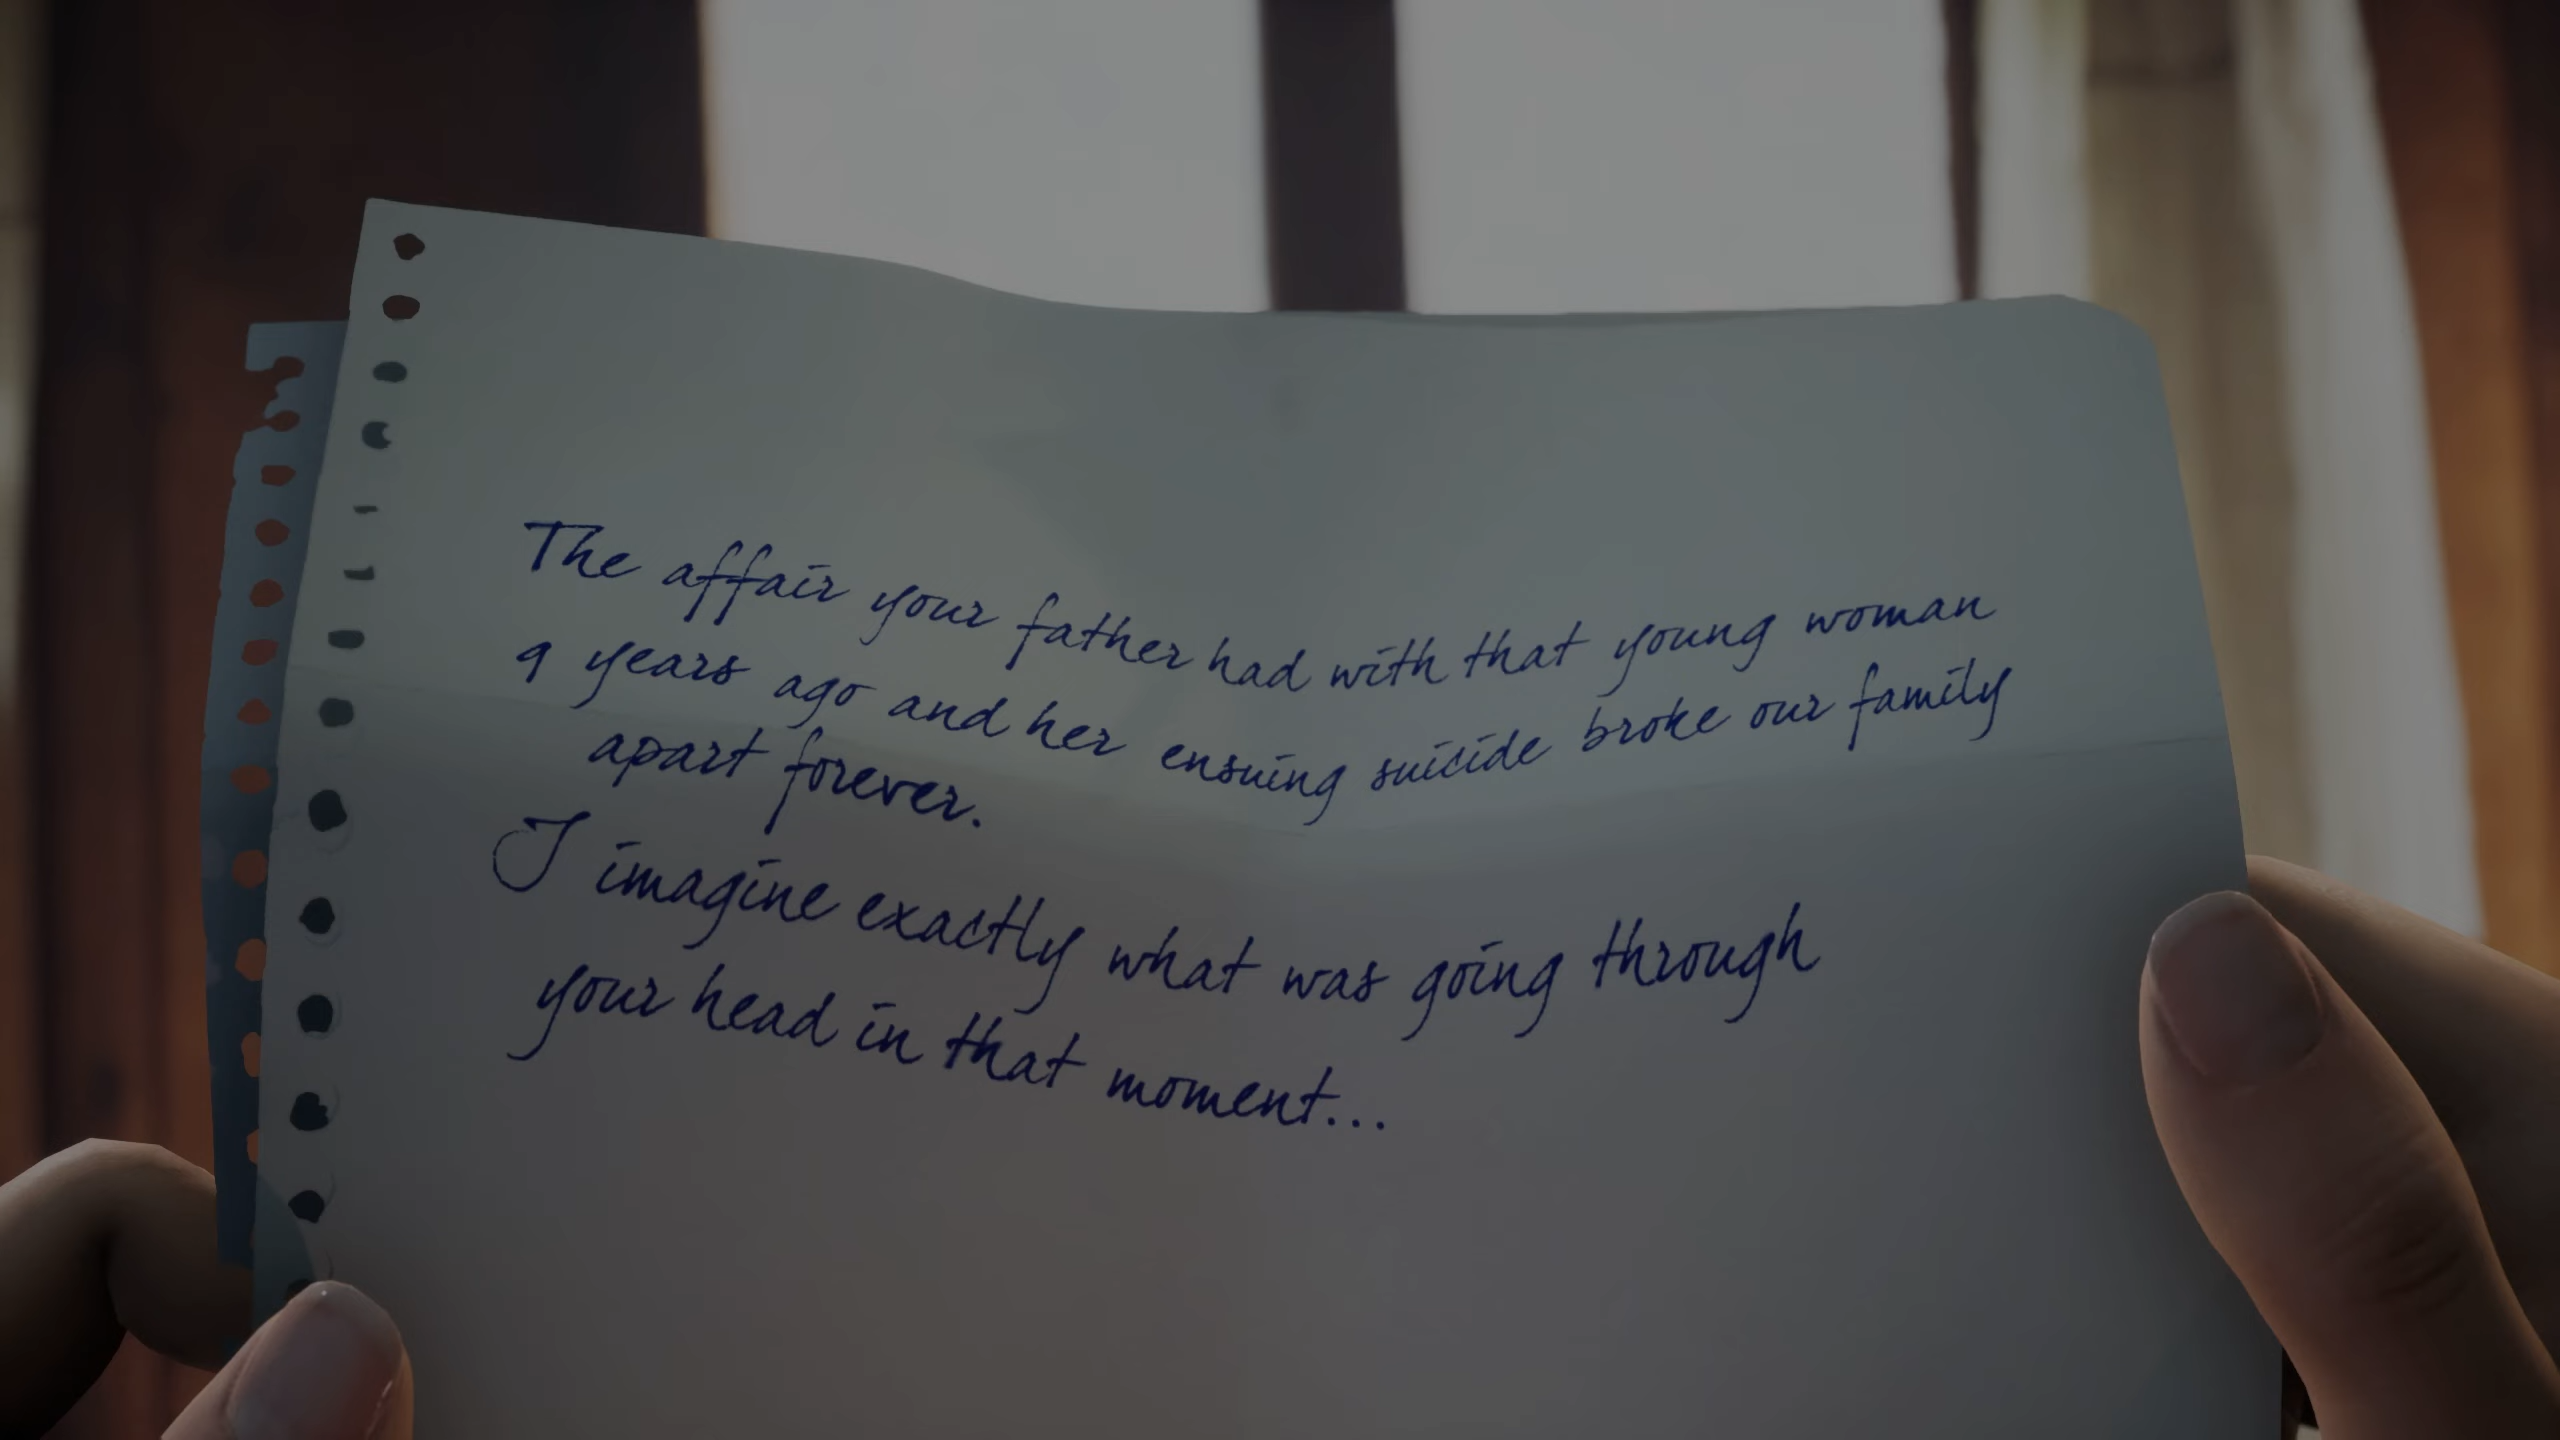 The affair your father had with that young woman
9 years ago and her ensuing suicide broke our family
apart forever.
I imagine exactly what was going through
your head in that moment...